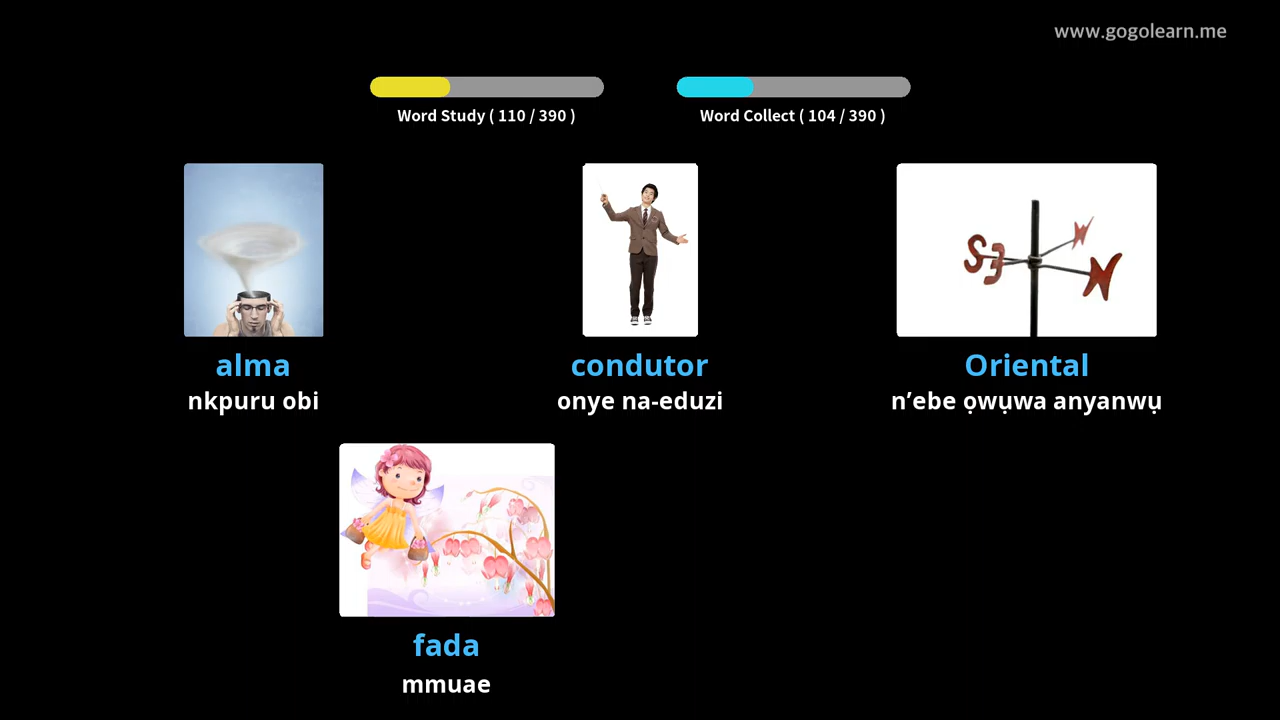 www.gogolearn.me
Word Study ( 110 / 390 )
Word Collect ( 104 / 390 )
S E N W
alma
nkpuru obi
condutor
onye na-eduzi
Oriental
n’ebe ọwụwa anyanwụ
fada
mmuae